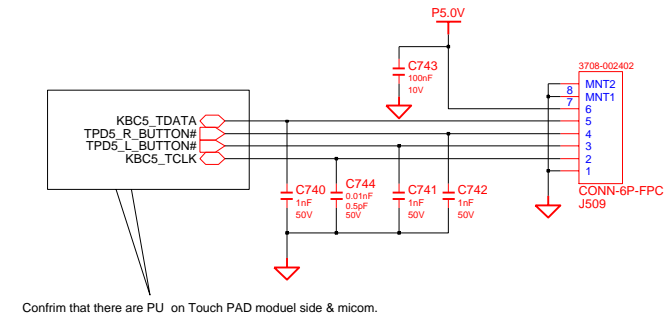 P5.0V
C743
100nF
10V
3708-002402
MNT2
8
MNT1
7
6
KBC5_TDATA
5
TPD5_R_BUTTON#
4
TPD5_L_BUTTON#
3
KBC5_TCLK
2
1
C740
1nF
50V
C744
0.01nF
0.5pF
50V
C741
1nF
50V
C742
1nF
50V
CONN-6P-FPC
J509
Confrim that there are PU on Touch PAD moduel side & micom.